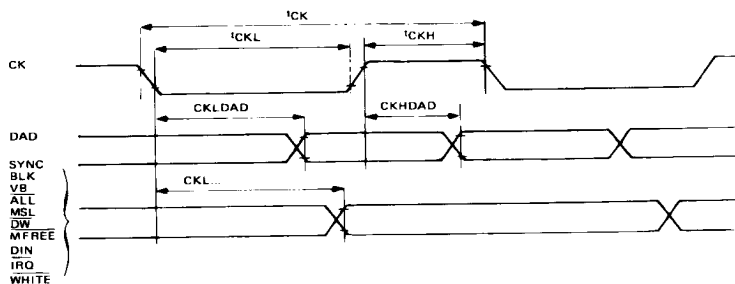 tCK
tCKL
tCKH
CK
CKLDAD
CKHDAD
DAD
SYNC
BLK
VB
CKL...
ALL
MSL
DW
MFREE
DIN
IRQ
WHITE